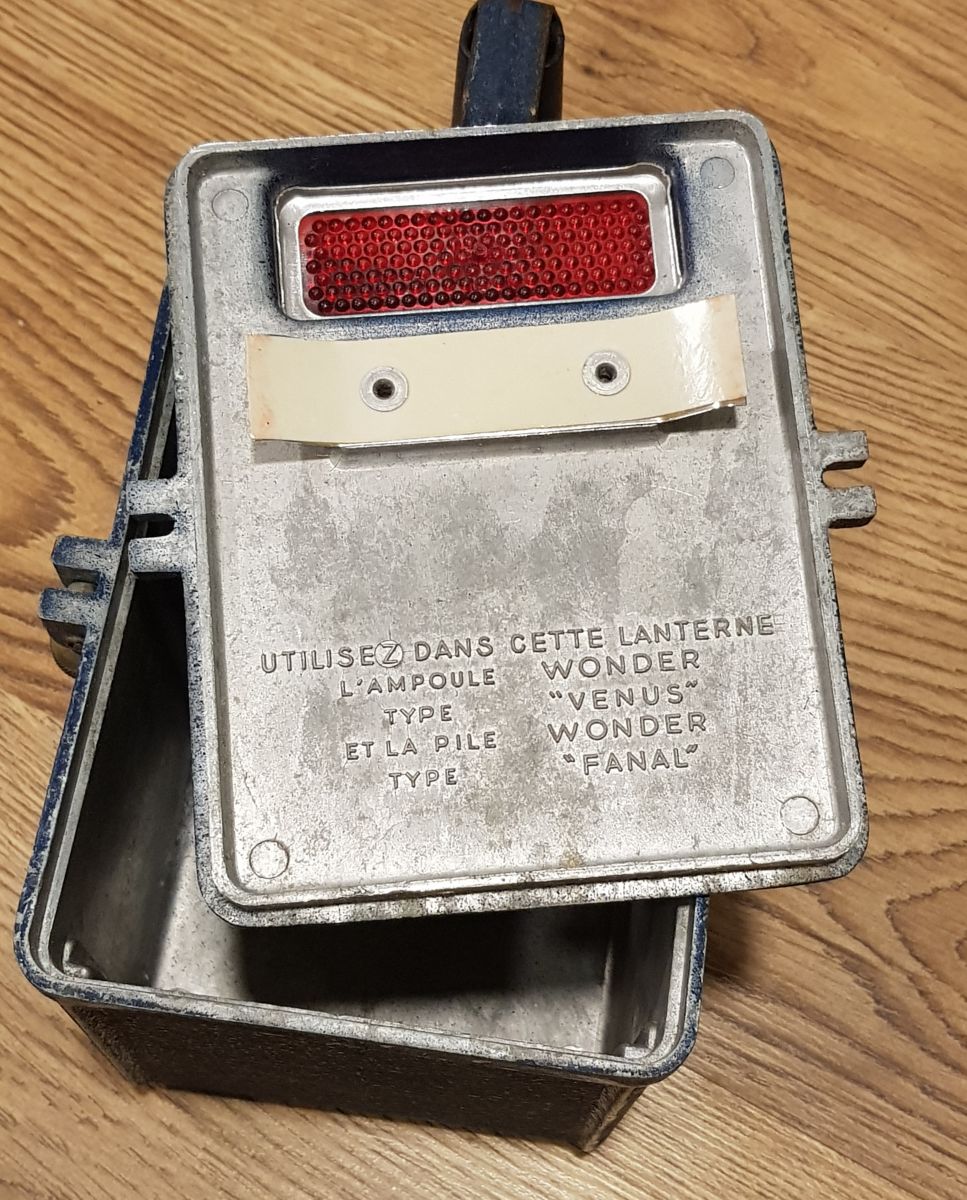 UTILISEZ DANS CETTE LANTERNE
L'AMPOULE WONDER
TYPE "VENUS"
ET LA PILE WONDER
TYPE "FANAL"